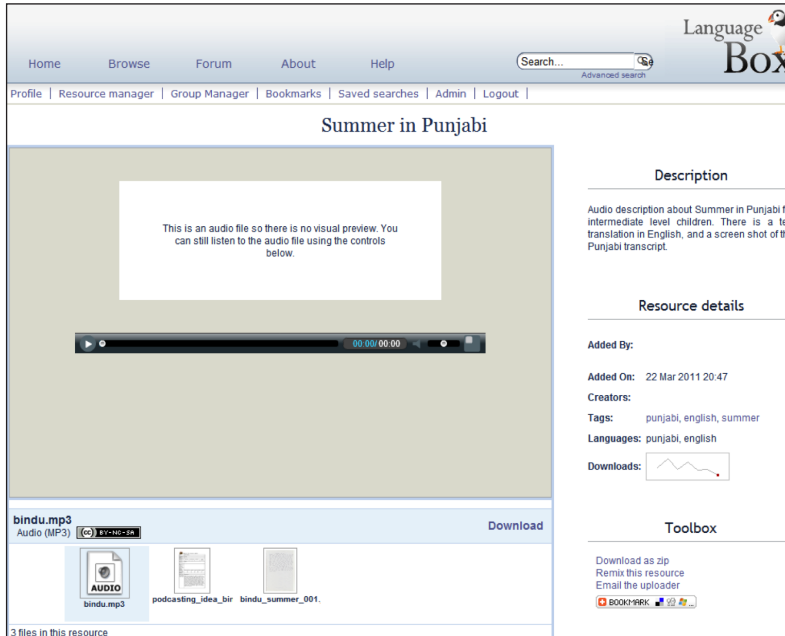 Language
Box
Home Browse Forum About Help
Search...
Advanced search
Profile | Resource manager | Group Manager | Bookmarks | Saved searches | Admin | Logout |
Summer in Punjabi
This is an audio file so there is no visual preview. You
can still listen to the audio file using the controls
below.
00:00/00:00
bindu.mp3
Audio (MP3) cc BY-NC-SA
Download
AUDIO
bindu.mp3 podcasting_idea_bir bindu_summer_001.
3 files in this resource
Description
Audio description about Summer in Punjabi f
intermediate level children. There is a te
translation in English, and a screen shot of th
Punjabi transcript.
Resource details
Added By:
Added On: 22 Mar 2011 20:47
Creators:
Tags: punjabi, english, summer
Languages: punjabi, english
Downloads:
Toolbox
Download as zip
Remix this resource
Email the uploader
BOOKMARK